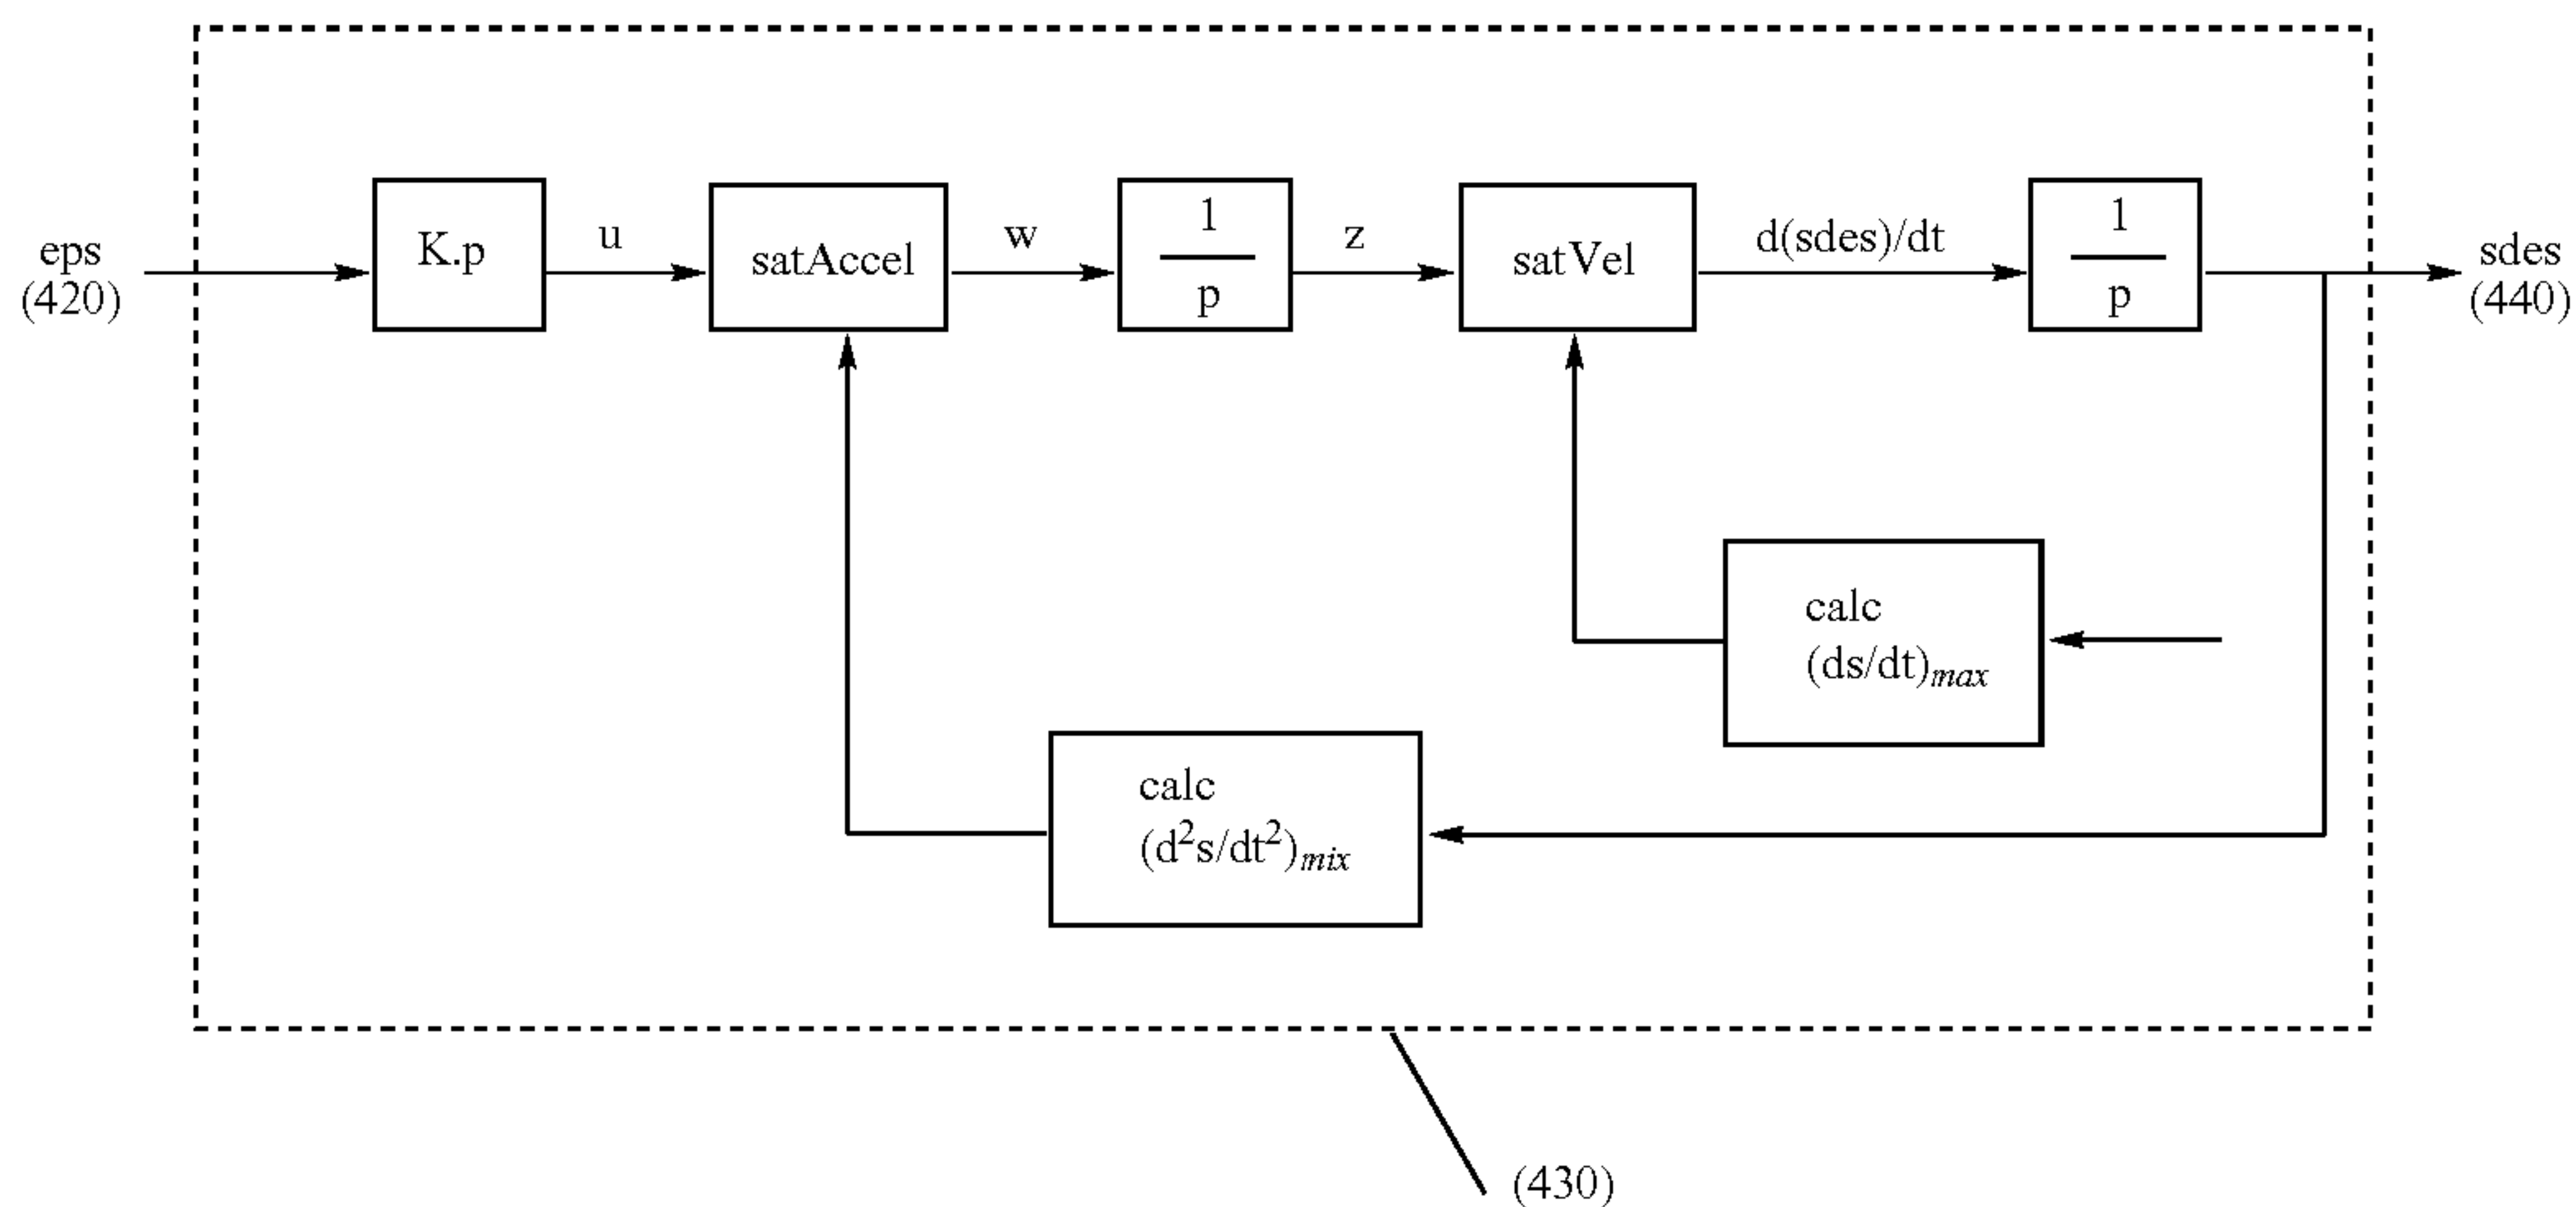 eps
(420)
K.p
u
satAccel
w
1
p
z
satVel
d(sdes)/dt
1
p
sdes
(440)
calc
(ds/dt)max
calc
(d²s/dt²)mix
(430)